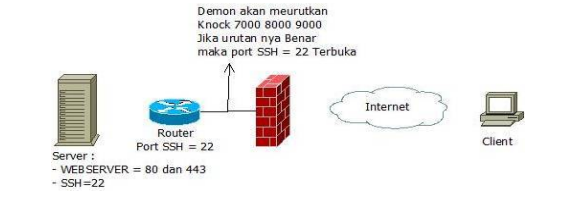 Demon akan meurutkan
Knock 7000 8000 9000
Jika urutan nya Benar
maka port SSH = 22 Terbuka
Internet
Router
Port SSH = 22
Client
Server :
- WEBSERVER = 80 dan 443
- SSH=22